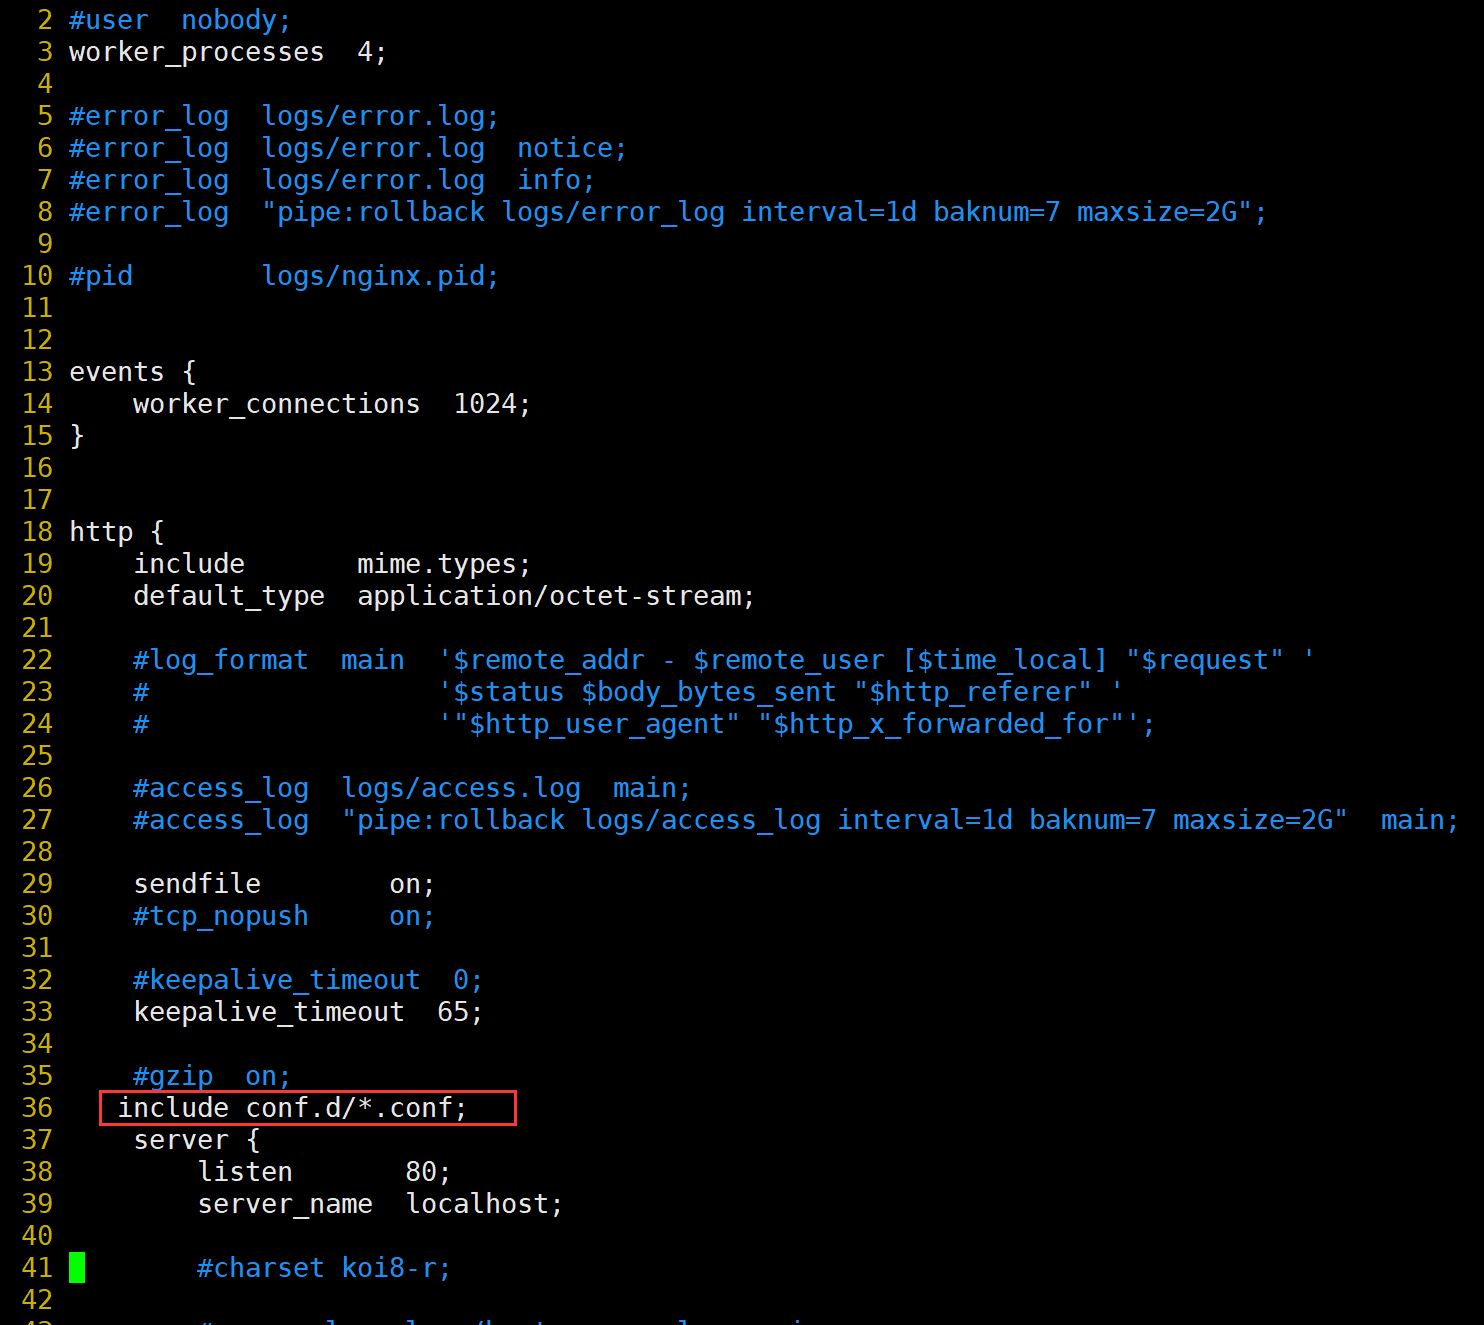 2 #user  nobody;
3 worker_processes  4;
4
5 #error_log  logs/error.log;
6 #error_log  logs/error.log  notice;
7 #error_log  logs/error.log  info;
8 #error_log  "pipe:rollback logs/error_log interval=1d baknum=7 maxsize=2G";
9
10 #pid        logs/nginx.pid;
11
12
13 events {
14     worker_connections  1024;
15 }
16
17
18 http {
19     include       mime.types;
20     default_type  application/octet-stream;
21
22     #log_format  main  '$remote_addr - $remote_user [$time_local] "$request" '
23     #                  '$status $body_bytes_sent "$http_referer" '
24     #                  '"$http_user_agent" "$http_x_forwarded_for"';
25
26     #access_log  logs/access.log  main;
27     #access_log  "pipe:rollback logs/access_log interval=1d baknum=7 maxsize=2G"  main;
28
29     sendfile        on;
30     #tcp_nopush     on;
31
32     #keepalive_timeout  0;
33     keepalive_timeout  65;
34
35     #gzip  on;
36    include conf.d/*.conf;
37     server {
38         listen       80;
39         server_name  localhost;
40
41         #charset koi8-r;
42